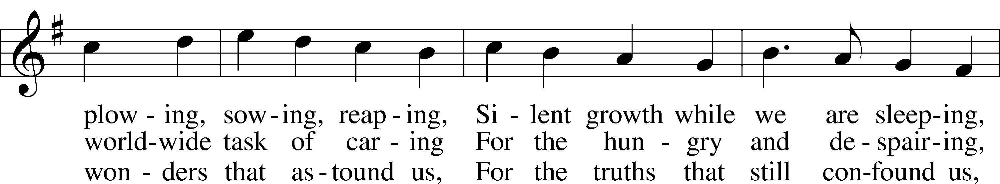 plow - ing, sow - ing, reap - ing, Si - lent growth while we are sleep - ing,
world - wide task of car - ing For the hun - gry and de - spair - ing,
won - ders that as - tound us, For the truths that still con - found us,